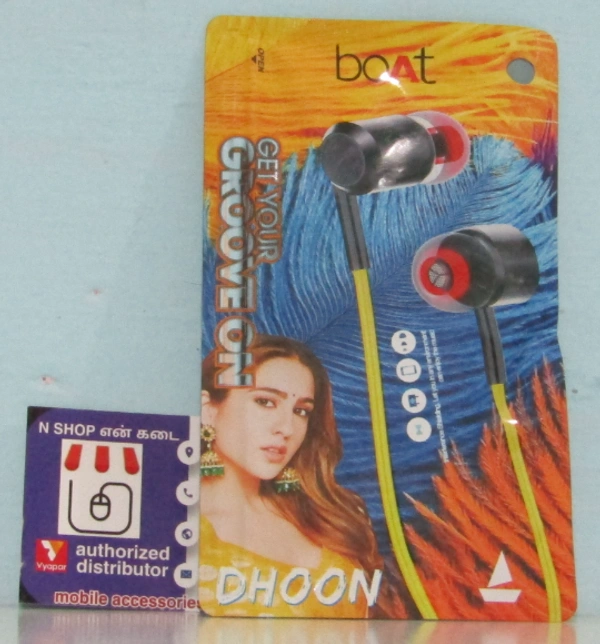 OPEN
boAt
GET YOUR
GROOVE ON
DHOON
N SHOP என் கடை
Vyapar
authorized
distributor
mobile accessories